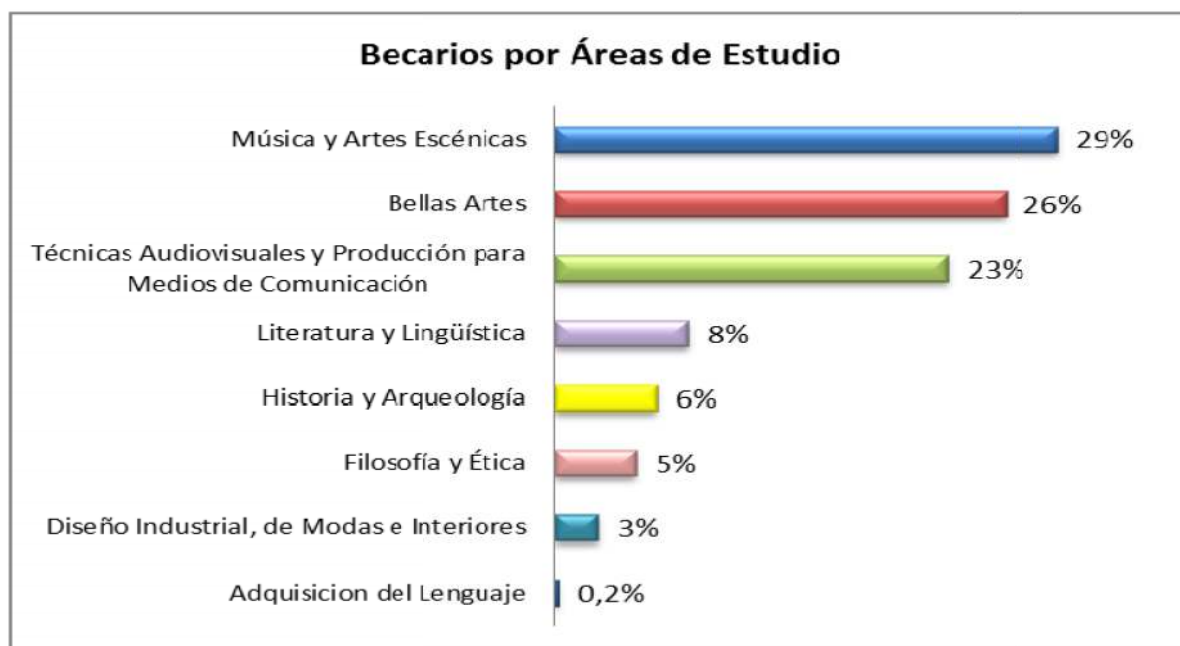 Becarios por Áreas de Estudio
Música y Artes Escénicas 29%
Bellas Artes 26%
Técnicas Audiovisuales y Producción para
Medios de Comunicación 23%
Literatura y Lingüística 8%
Historia y Arqueología 6%
Filosofía y Ética 5%
Diseño Industrial, de Modas e Interiores 3%
Adquisicion del Lenguaje 0,2%